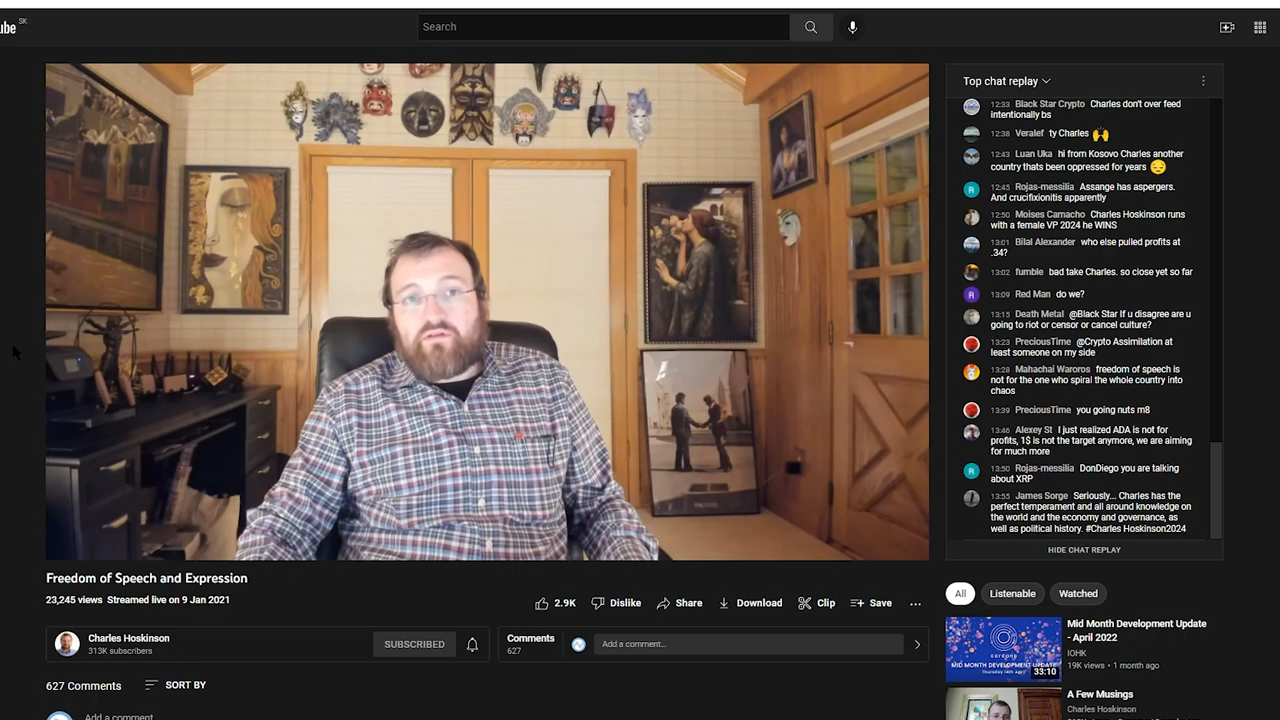 ube SK
Search
Top chat replay
12:33 Black Star Crypto Charles don't over feed
intentionally bs
12:38 Veralef ty Charles 🙌
12:43 Luan Uka hi from Kosovo Charles another
country thats been oppressed for years 😔
R 12:45 Rojas-messilia Assange has aspergers.
And crucifixionitis apparently
12:50 Moises Camacho Charles Hoskinson runs
with a female VP 2024 he WINS
13:01 Bilal Alexander who else pulled profits at
.34?
13:02 fumble bad take Charles. so close yet so far
R 13:09 Red Man do we?
13:15 Death Metal @Black Star If u disagree are u
going to riot or censor or cancel culture?
13:23 PreciousTime @Crypto Assimilation at
least someone on my side
13:28 Mahachai Waroros freedom of speech is
not for the one who spiral the whole country into
chaos
13:39 PreciousTime you going nuts m8
13:46 Alexey St I just realized ADA is not for
profits, 1$ is not the target anymore, we are aiming
for much more
R 13:50 Rojas-messilia DonDiego you are talking
about XRP
13:55 James Sorge Seriously... Charles has the
perfect temperament and all around knowledge on
the world and the economy and governance, as
well as political history. #Charles Hoskinson2024
HIDE CHAT REPLAY
Freedom of Speech and Expression
23,245 views Streamed live on 9 Jan 2021
2.9K Dislike Share Download Clip Save
Charles Hoskinson
313K subscribers
SUBSCRIBED
Comments
627
Add a comment...
627 Comments SORT BY
Add a comment...
All Listenable Watched
Mid Month Development Update
- April 2022
IOHK
19K views • 1 month ago
cardano
MID MONTH DEVELOPMENT UPDATE
33:10
A Few Musings
Charles Hoskinson